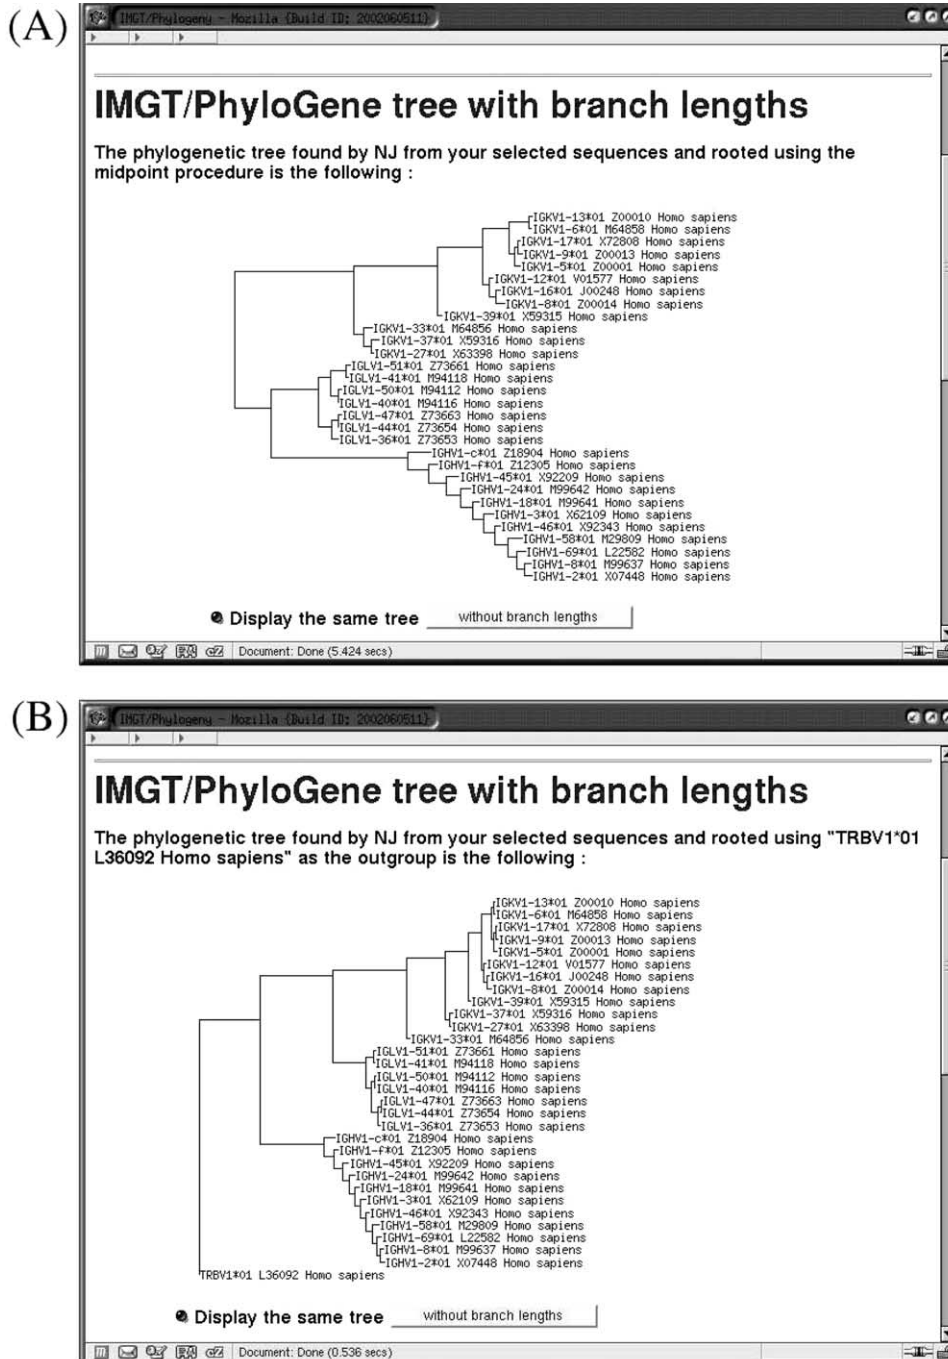 (A)
IMGT/Phylogeny - Mozilla {Build ID: 2002060511}
IMGT/PhyloGene tree with branch lengths
The phylogenetic tree found by NJ from your selected sequences and rooted using the
midpoint procedure is the following :
IGKV1-13*01 Z00010 Homo sapiens
IGKV1-6*01 M64858 Homo sapiens
IGKV1-17*01 X72808 Homo sapiens
IGKV1-9*01 Z00013 Homo sapiens
IGKV1-5*01 Z00001 Homo sapiens
IGKV1-12*01 V01577 Homo sapiens
IGKV1-16*01 J00248 Homo sapiens
IGKV1-8*01 Z00014 Homo sapiens
IGKV1-39*01 X59315 Homo sapiens
IGKV1-33*01 M64856 Homo sapiens
IGKV1-37*01 X59316 Homo sapiens
IGKV1-27*01 X63398 Homo sapiens
IGLV1-51*01 Z73661 Homo sapiens
IGLV1-41*01 M94118 Homo sapiens
IGLV1-50*01 M94112 Homo sapiens
IGLV1-40*01 M94116 Homo sapiens
IGLV1-47*01 Z73663 Homo sapiens
IGLV1-44*01 Z73654 Homo sapiens
IGLV1-36*01 Z73653 Homo sapiens
IGHV1-c*01 Z18904 Homo sapiens
IGHV1-f*01 Z12305 Homo sapiens
IGHV1-45*01 X92209 Homo sapiens
IGHV1-24*01 M99642 Homo sapiens
IGHV1-18*01 M99641 Homo sapiens
IGHV1-3*01 X62109 Homo sapiens
IGHV1-46*01 X92343 Homo sapiens
IGHV1-58*01 M29809 Homo sapiens
IGHV1-69*01 L22582 Homo sapiens
IGHV1-8*01 M99637 Homo sapiens
IGHV1-2*01 X07448 Homo sapiens
Display the same tree without branch lengths
Document: Done (5.424 secs)
(B)
IMGT/Phylogeny - Mozilla {Build ID: 2002060511}
IMGT/PhyloGene tree with branch lengths
The phylogenetic tree found by NJ from your selected sequences and rooted using "TRBV1*01
L36092 Homo sapiens" as the outgroup is the following :
IGKV1-13*01 Z00010 Homo sapiens
IGKV1-6*01 M64858 Homo sapiens
IGKV1-17*01 X72808 Homo sapiens
IGKV1-9*01 Z00013 Homo sapiens
IGKV1-5*01 Z00001 Homo sapiens
IGKV1-12*01 V01577 Homo sapiens
IGKV1-16*01 J00248 Homo sapiens
IGKV1-8*01 Z00014 Homo sapiens
IGKV1-39*01 X59315 Homo sapiens
IGKV1-37*01 X59316 Homo sapiens
IGKV1-27*01 X63398 Homo sapiens
IGKV1-33*01 M64856 Homo sapiens
IGLV1-51*01 Z73661 Homo sapiens
IGLV1-41*01 M94118 Homo sapiens
IGLV1-50*01 M94112 Homo sapiens
IGLV1-40*01 M94116 Homo sapiens
IGLV1-47*01 Z73663 Homo sapiens
IGLV1-44*01 Z73654 Homo sapiens
IGLV1-36*01 Z73653 Homo sapiens
IGHV1-c*01 Z18904 Homo sapiens
IGHV1-f*01 Z12305 Homo sapiens
IGHV1-45*01 X92209 Homo sapiens
IGHV1-24*01 M99642 Homo sapiens
IGHV1-18*01 M99641 Homo sapiens
IGHV1-3*01 X62109 Homo sapiens
IGHV1-46*01 X92343 Homo sapiens
IGHV1-58*01 M29809 Homo sapiens
IGHV1-69*01 L22582 Homo sapiens
IGHV1-8*01 M99637 Homo sapiens
IGHV1-2*01 X07448 Homo sapiens
TRBV1*01 L36092 Homo sapiens
Display the same tree without branch lengths
Document: Done (0.536 secs)